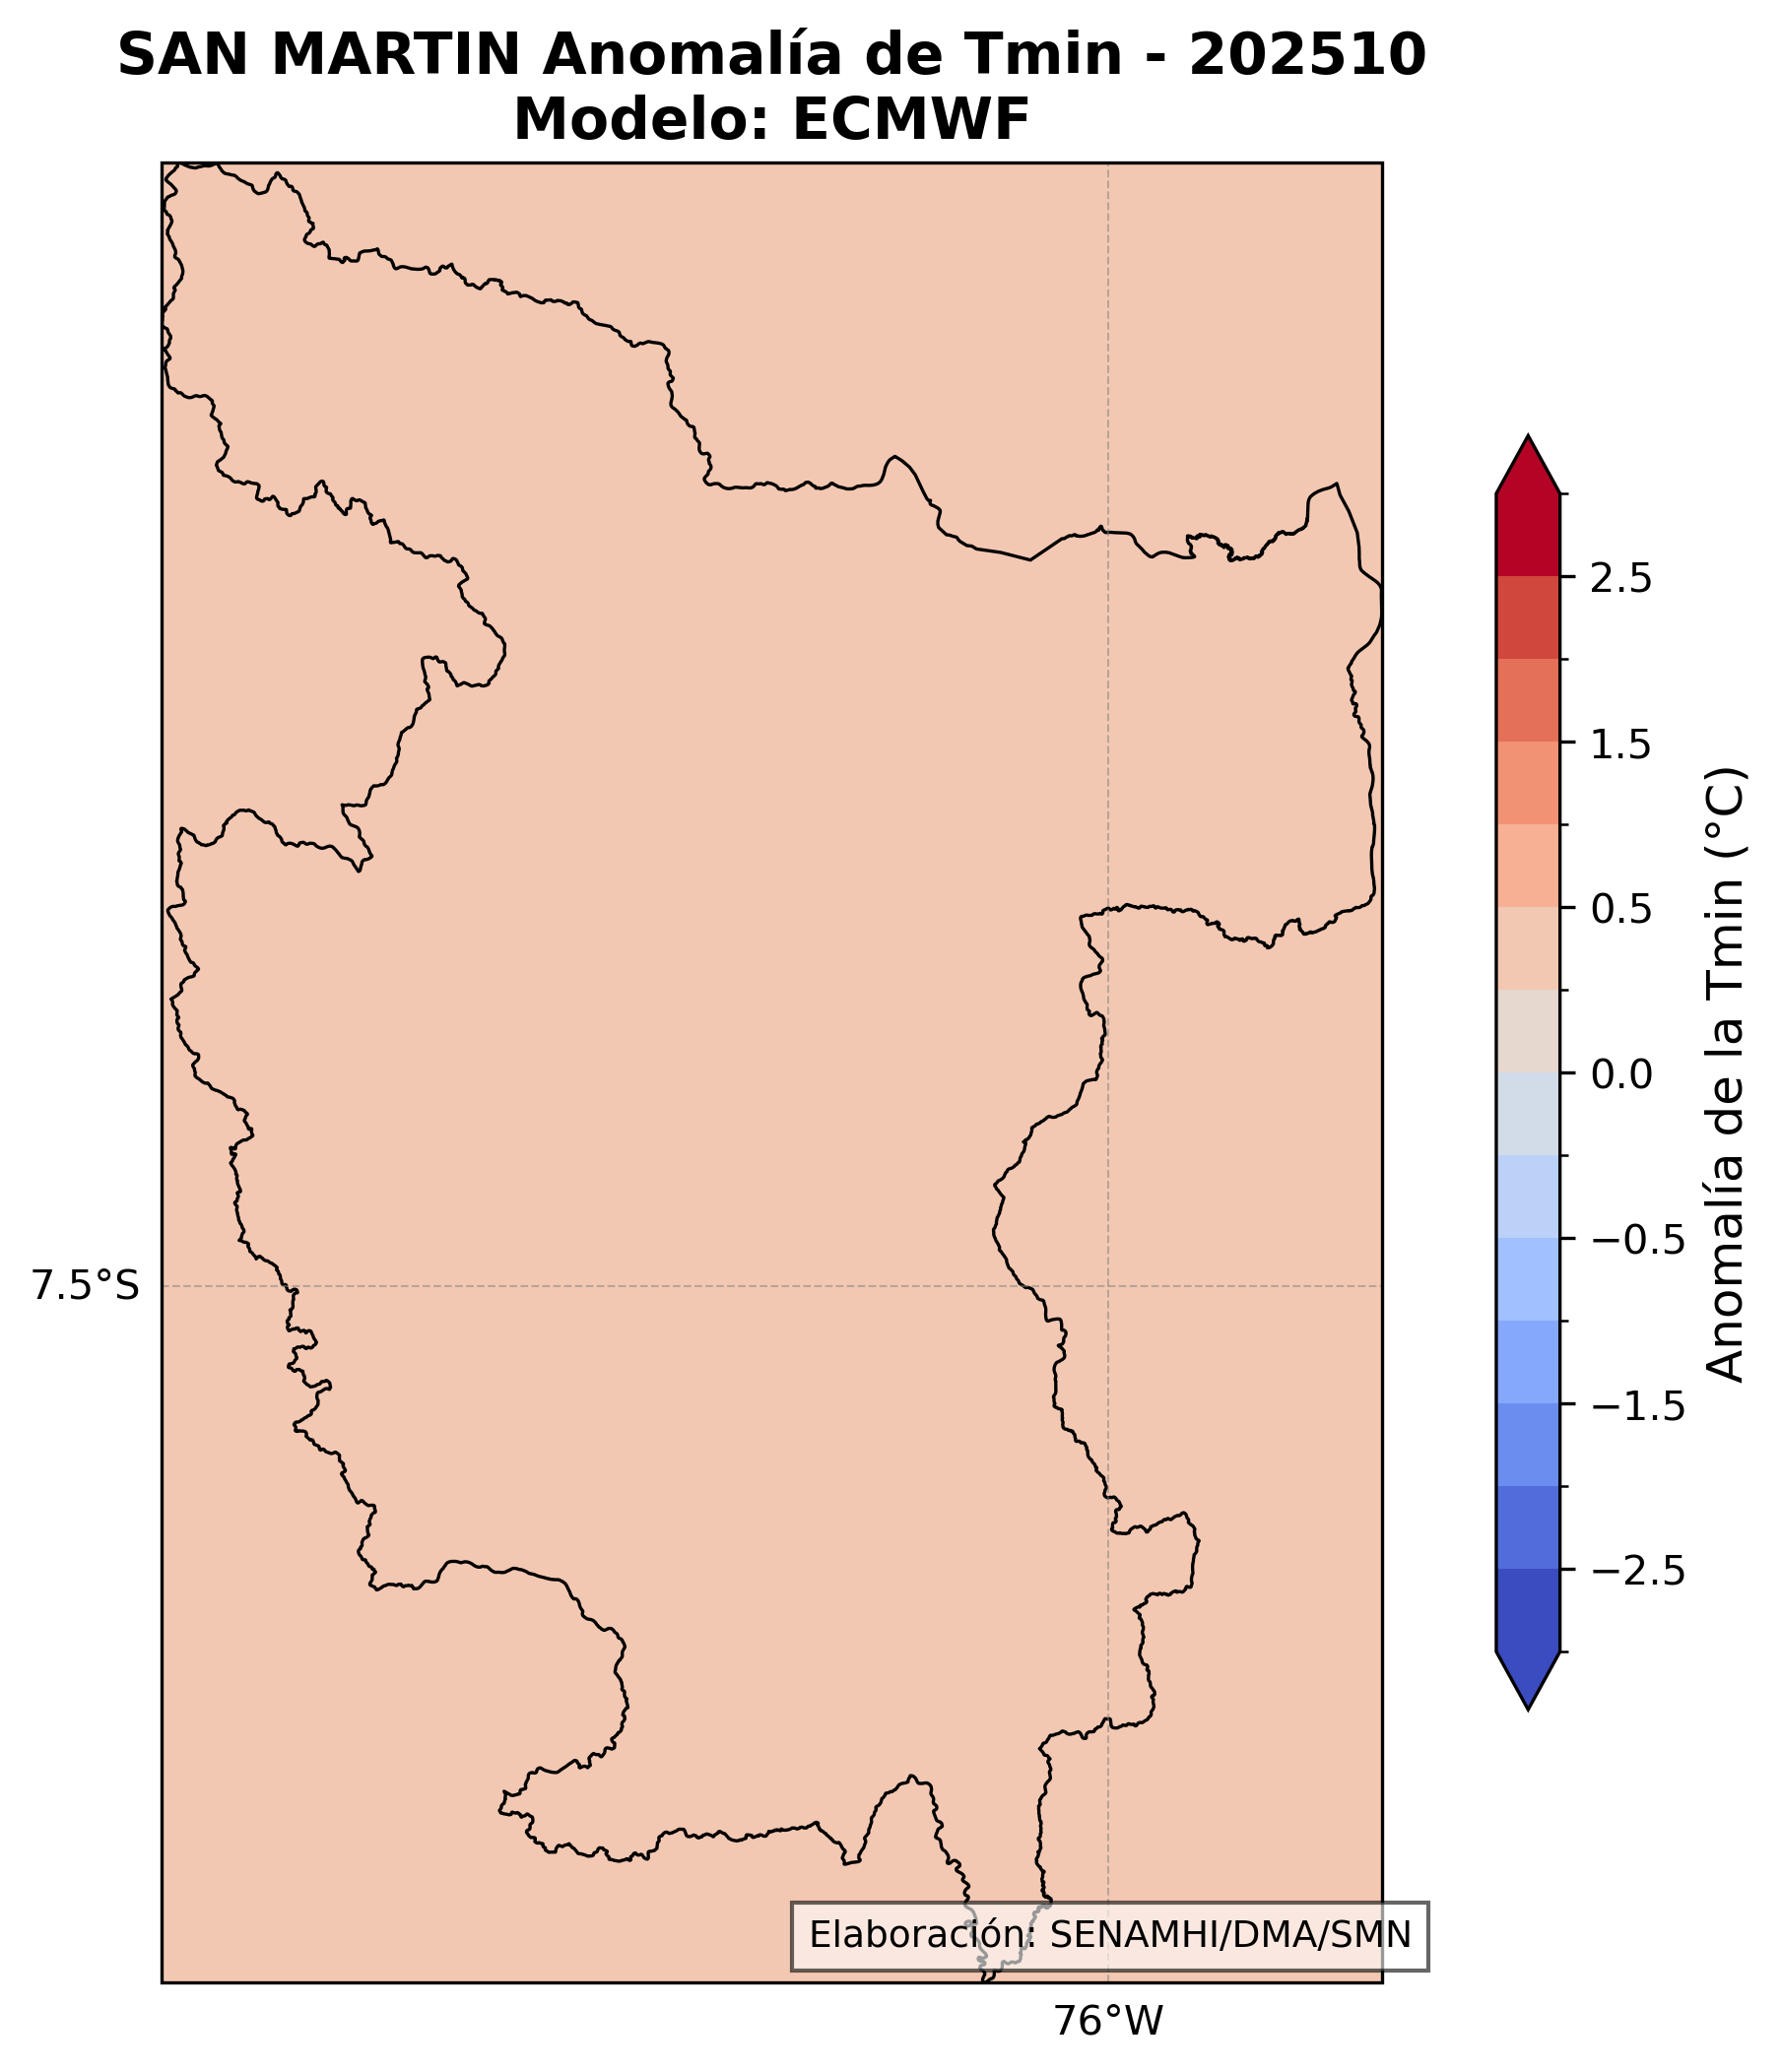 SAN MARTIN Anomalía de Tmin - 202510
Modelo: ECMWF
2.5
1.5
0.5
0.0
−0.5
−1.5
−2.5
Anomalía de la Tmin (°C)
7.5°S
Elaboración: SENAMHI/DMA/SMN
76°W